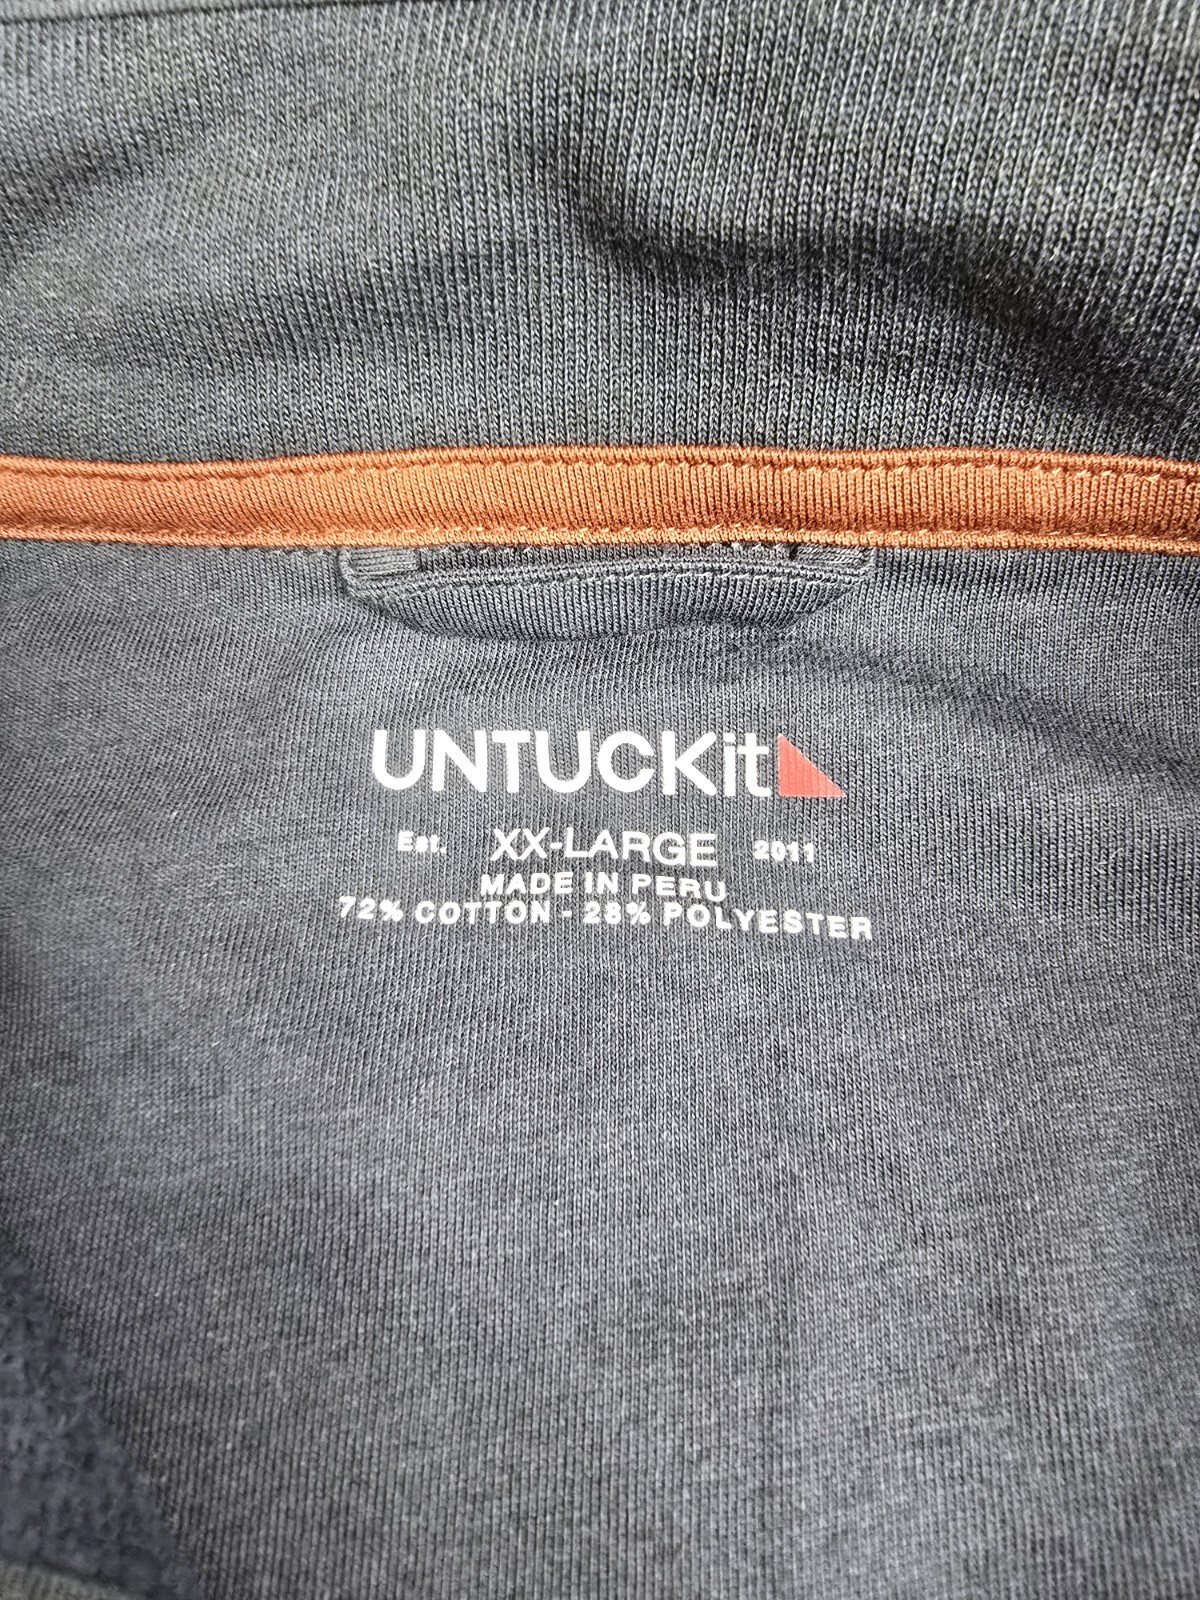 UNTUCKit
Est. XX-LARGE 2011
MADE IN PERU
72% COTTON - 28% POLYESTER